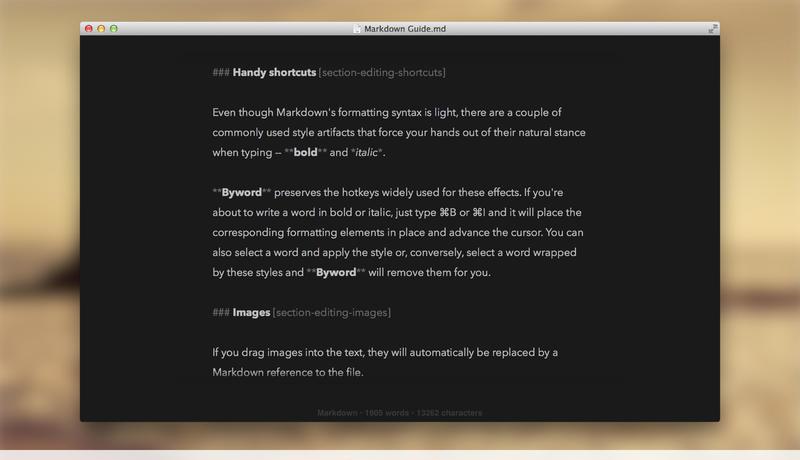 Markdown Guide.md
### Handy shortcuts [section-editing-shortcuts]
Even though Markdown's formatting syntax is light, there are a couple of
commonly used style artifacts that force your hands out of their natural stance
when typing -- **bold** and *italic*.
**Byword** preserves the hotkeys widely used for these effects. If you're
about to write a word in bold or italic, just type ⌘B or ⌘I and it will place the
corresponding formatting elements in place and advance the cursor. You can
also select a word and apply the style or, conversely, select a word wrapped
by these styles and **Byword** will remove them for you.
### Images [section-editing-images]
If you drag images into the text, they will automatically be replaced by a
Markdown reference to the file.
Markdown - 1905 words - 13262 characters